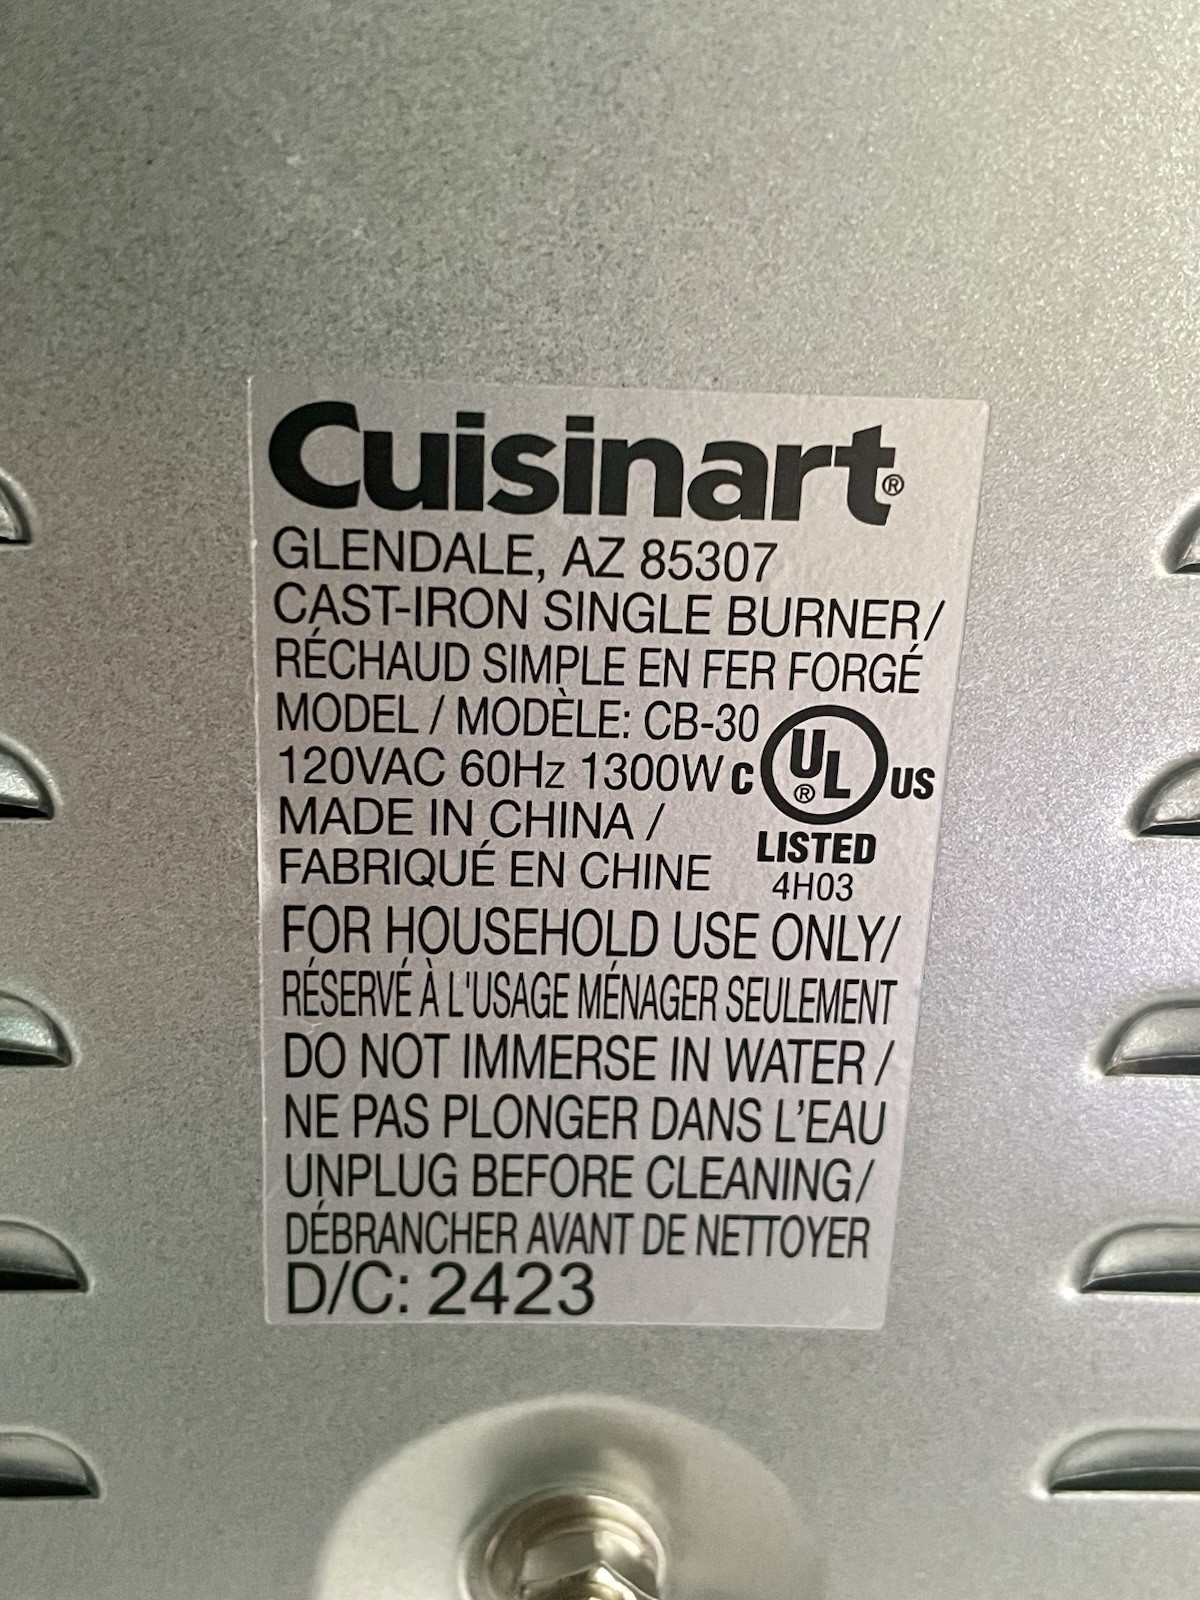 Cuisinart®
GLENDALE, AZ 85307
CAST-IRON SINGLE BURNER/
RÉCHAUD SIMPLE EN FER FORGÉ
MODEL / MODÈLE: CB-30
120VAC 60Hz 1300W
C UL® US
LISTED
4H03
MADE IN CHINA /
FABRIQUÉ EN CHINE
FOR HOUSEHOLD USE ONLY/
RÉSERVÉ À L'USAGE MÉNAGER SEULEMENT
DO NOT IMMERSE IN WATER /
NE PAS PLONGER DANS L’EAU
UNPLUG BEFORE CLEANING/
DÉBRANCHER AVANT DE NETTOYER
D/C: 2423